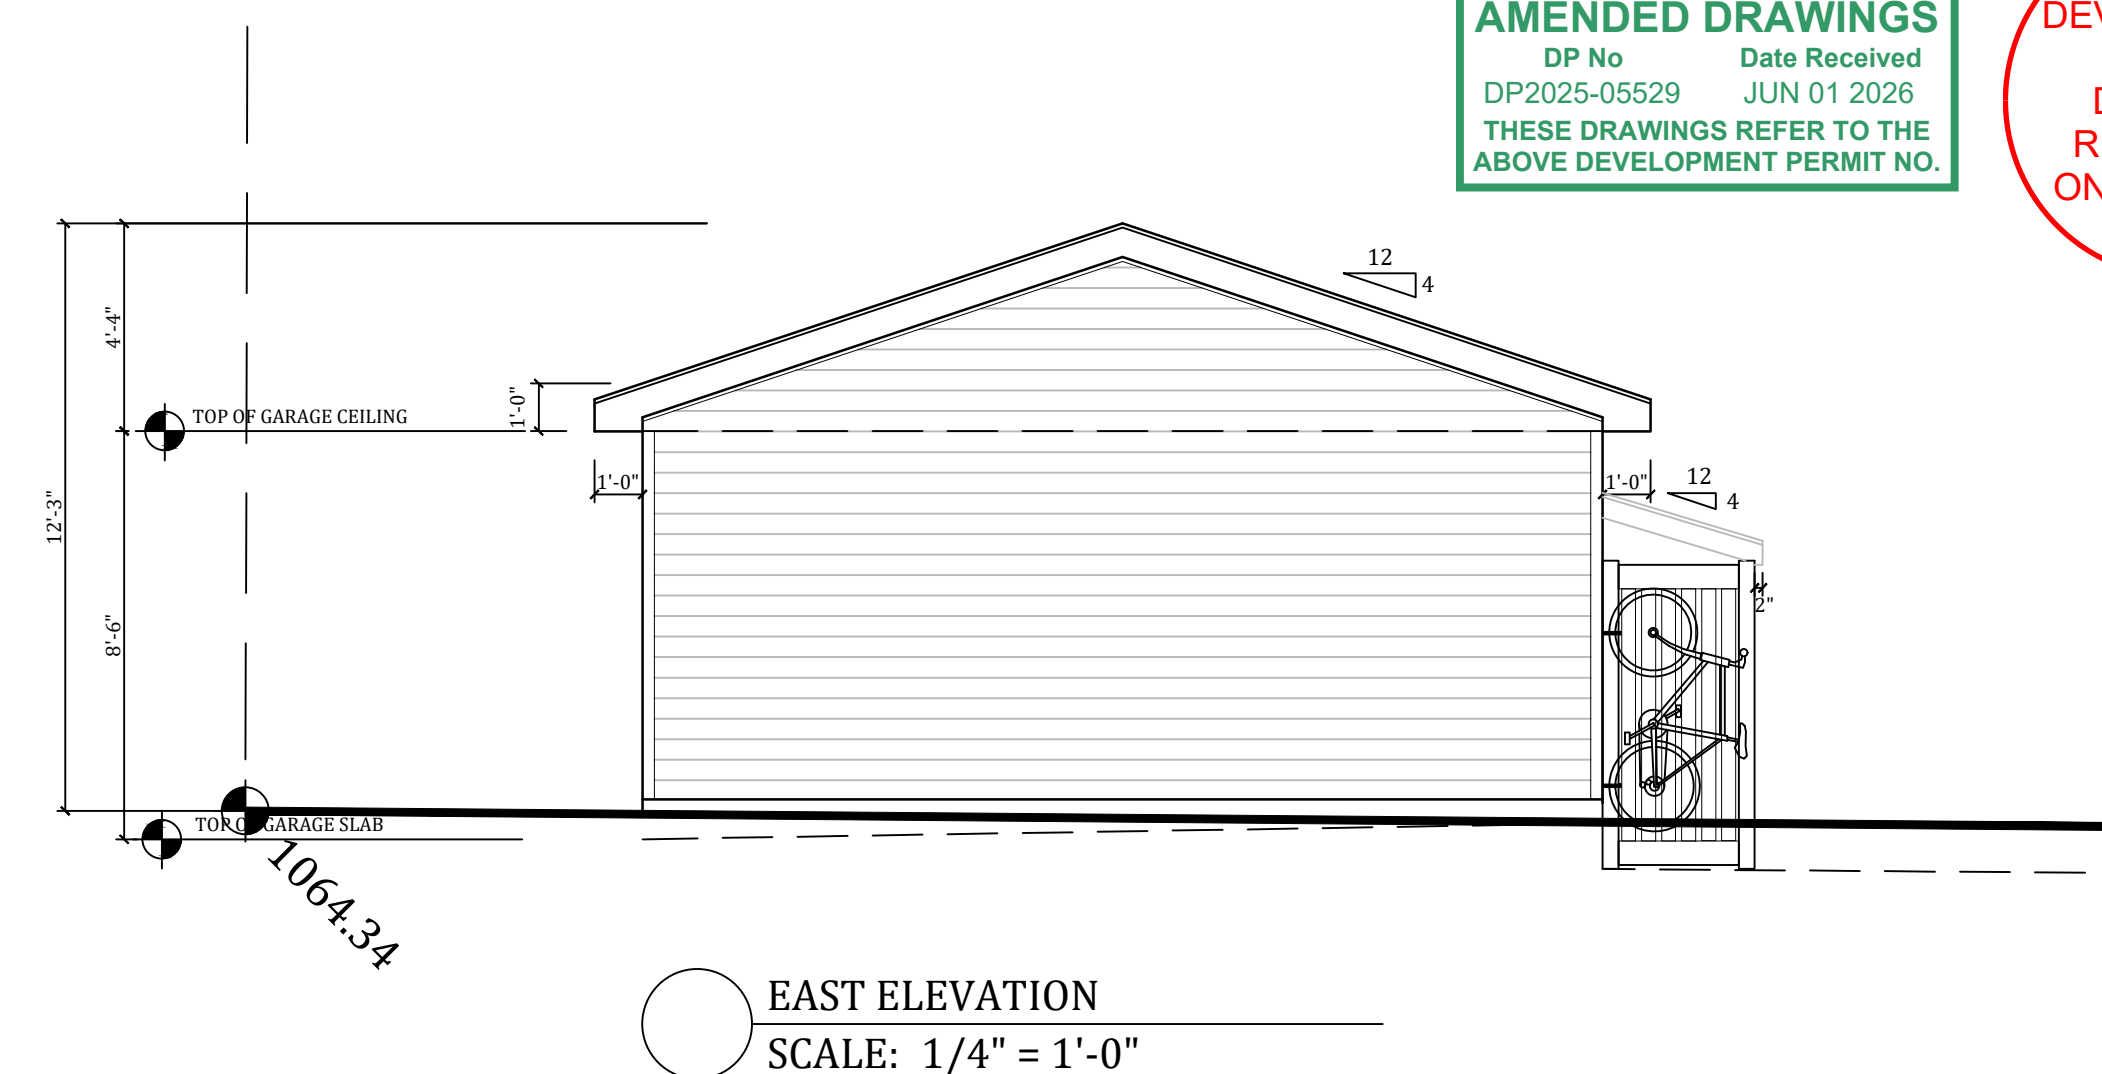 AMENDED DRAWINGS
DP No Date Received
DP2025-05529 JUN 01 2026
THESE DRAWINGS REFER TO THE
ABOVE DEVELOPMENT PERMIT NO.
12
4
4'-4"
1'-0"
TOP OF GARAGE CEILING
1'-0"
1'-0"
12
4
12'-3"
8'-6"
2"
TOP OF GARAGE SLAB
1064.34
EAST ELEVATION
SCALE: 1/4" = 1'-0"